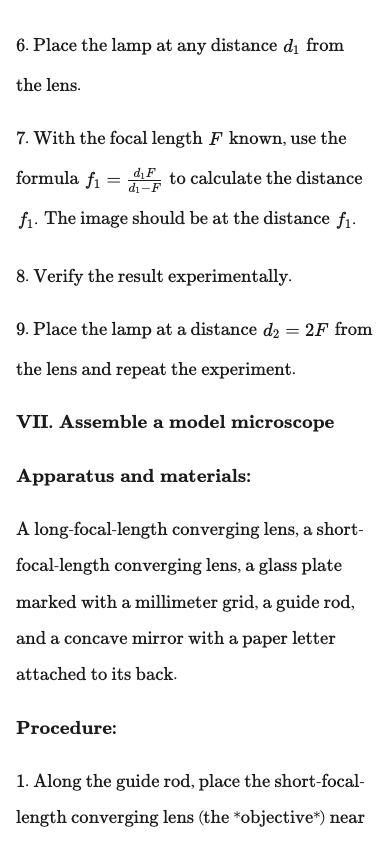 6. Place the lamp at any distance d₁ from
the lens.
7. With the focal length F known, use the
formula f₁ = d₁F / (d₁−F) to calculate the distance
f₁. The image should be at the distance f₁.
8. Verify the result experimentally.
9. Place the lamp at a distance d₂ = 2F from
the lens and repeat the experiment.
VII. Assemble a model microscope
Apparatus and materials:
A long-focal-length converging lens, a short-
focal-length converging lens, a glass plate
marked with a millimeter grid, a guide rod,
and a concave mirror with a paper letter
attached to its back.
Procedure:
1. Along the guide rod, place the short-focal-
length converging lens (the *objective*) near